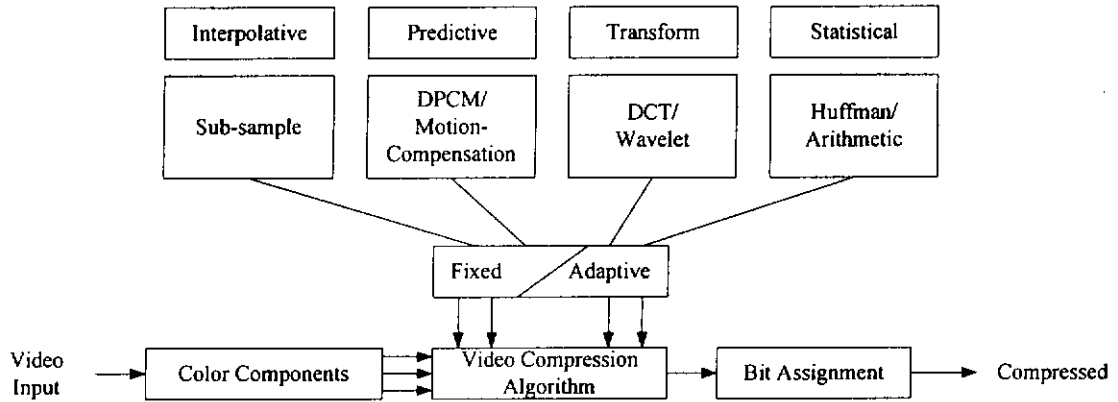 Interpolative
Predictive
Transform
Statistical
Sub-sample
DPCM/
Motion-
Compensation
DCT/
Wavelet
Huffman/
Arithmetic
Fixed
Adaptive
Video
Input
Color Components
Video Compression
Algorithm
Bit Assignment
Compressed